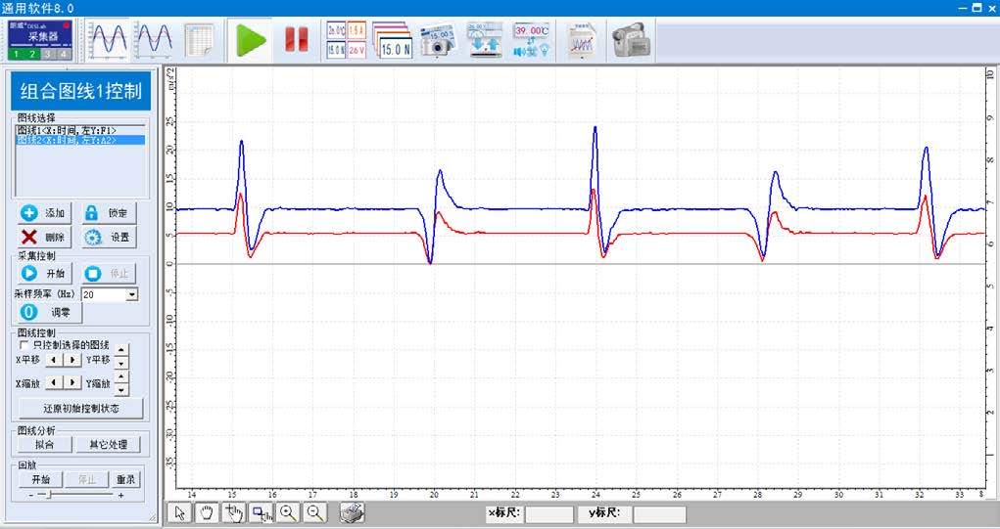 通用软件8.0
朗威®DISLab
采集器
1 2 3 4
组合图线1控制
图线选择
图线1<X:时间,左Y:F1>
图线2<X:时间,左Y:A2>
添加
锁定
删除
设置
采集控制
开始
停止
采样频率 (Hz)
20
调零
图线控制
只控制选择的图线
X平移
Y平移
X缩放
Y缩放
还原初始控制状态
图线分析
拟合
其它处理
回放
开始
停止
重录
- +
15.0 N
15.00
39.00℃
m/s^2
25
20
15
10
5
0
-5
-10
-15
-20
-25
-30
-35
10
9
8
7
6
5
4
3
2
1
14 15 16 17 18 19 20 21 22 23 24 25 26 27 28 29 30 31 32 33 S
x标尺:
y标尺: